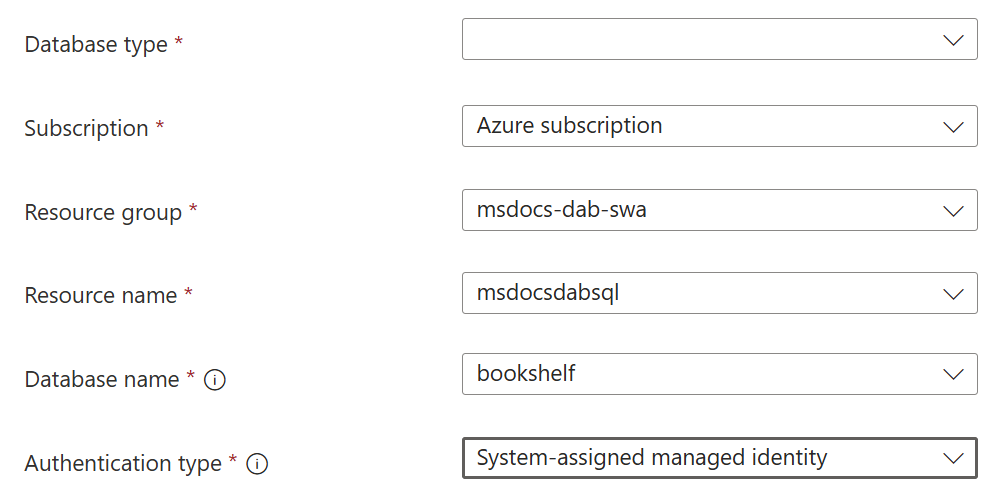 Database type *
Subscription * Azure subscription
Resource group * msdocs-dab-swa
Resource name * msdocsdabsql
Database name * bookshelf
Authentication type * System-assigned managed identity